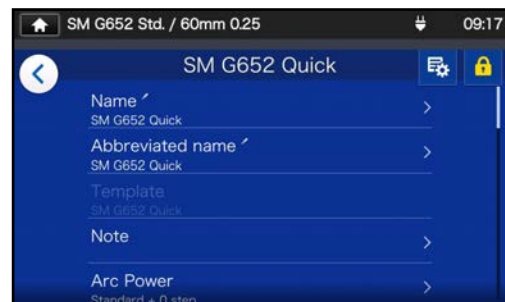 SM G652 Std. / 60mm 0.25 09:17
SM G652 Quick
Name
SM G652 Quick
Abbreviated name
SM G652 Quick
Template
SM G652 Quick
Note
Arc Power
Standard + 0 step